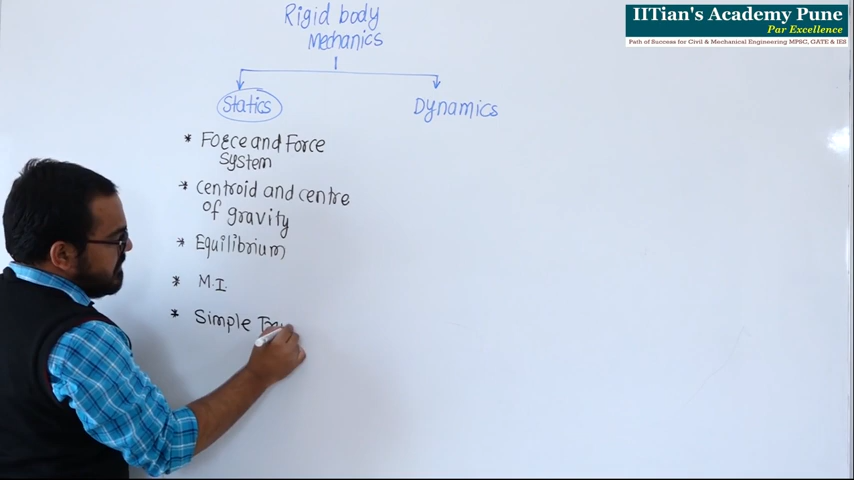 IITian's Academy Pune
Par Excellence
Path of Success for Civil & Mechanical Engineering MPSC, GATE & IES
Rigid body
Mechanics
Statics
Dynamics
* Force and Force
System
* Centroid and centre
of gravity
* Equilibrium
* M.I.
* Simple